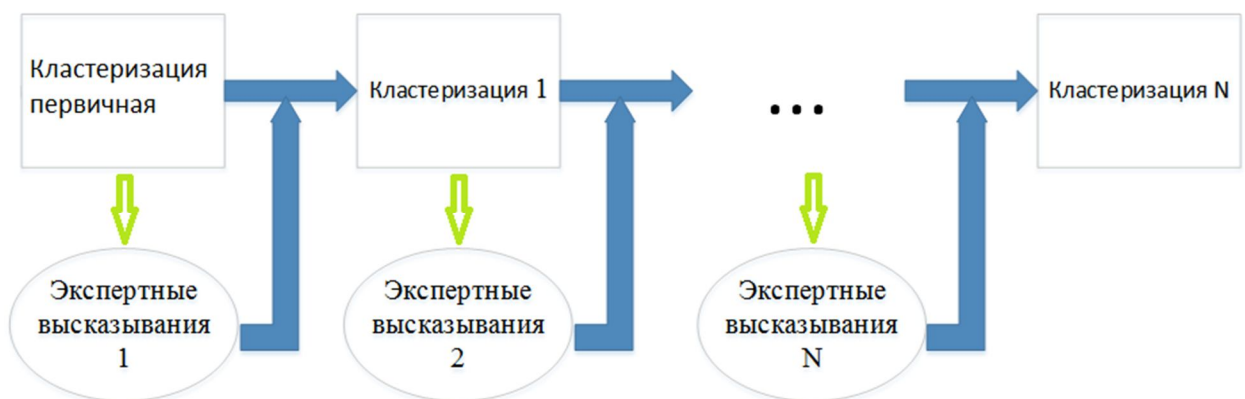 Кластеризация
первичная
Кластеризация 1
...
Кластеризация N
Экспертные
высказывания
1
Экспертные
высказывания
2
Экспертные
высказывания
N